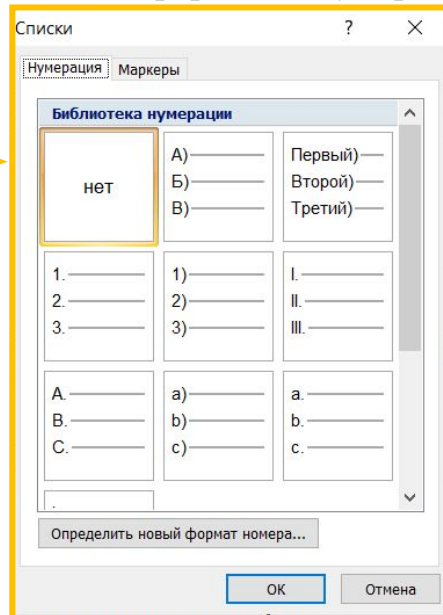 Списки ? ×
Нумерация Маркеры
Библиотека нумерации
нет
А)
Б)
В)
Первый)
Второй)
Третий)
1.
2.
3.
1)
2)
3)
I.
II.
III.
A.
B.
C.
a)
b)
c)
a.
b.
c.
Определить новый формат номера...
ОК Отмена